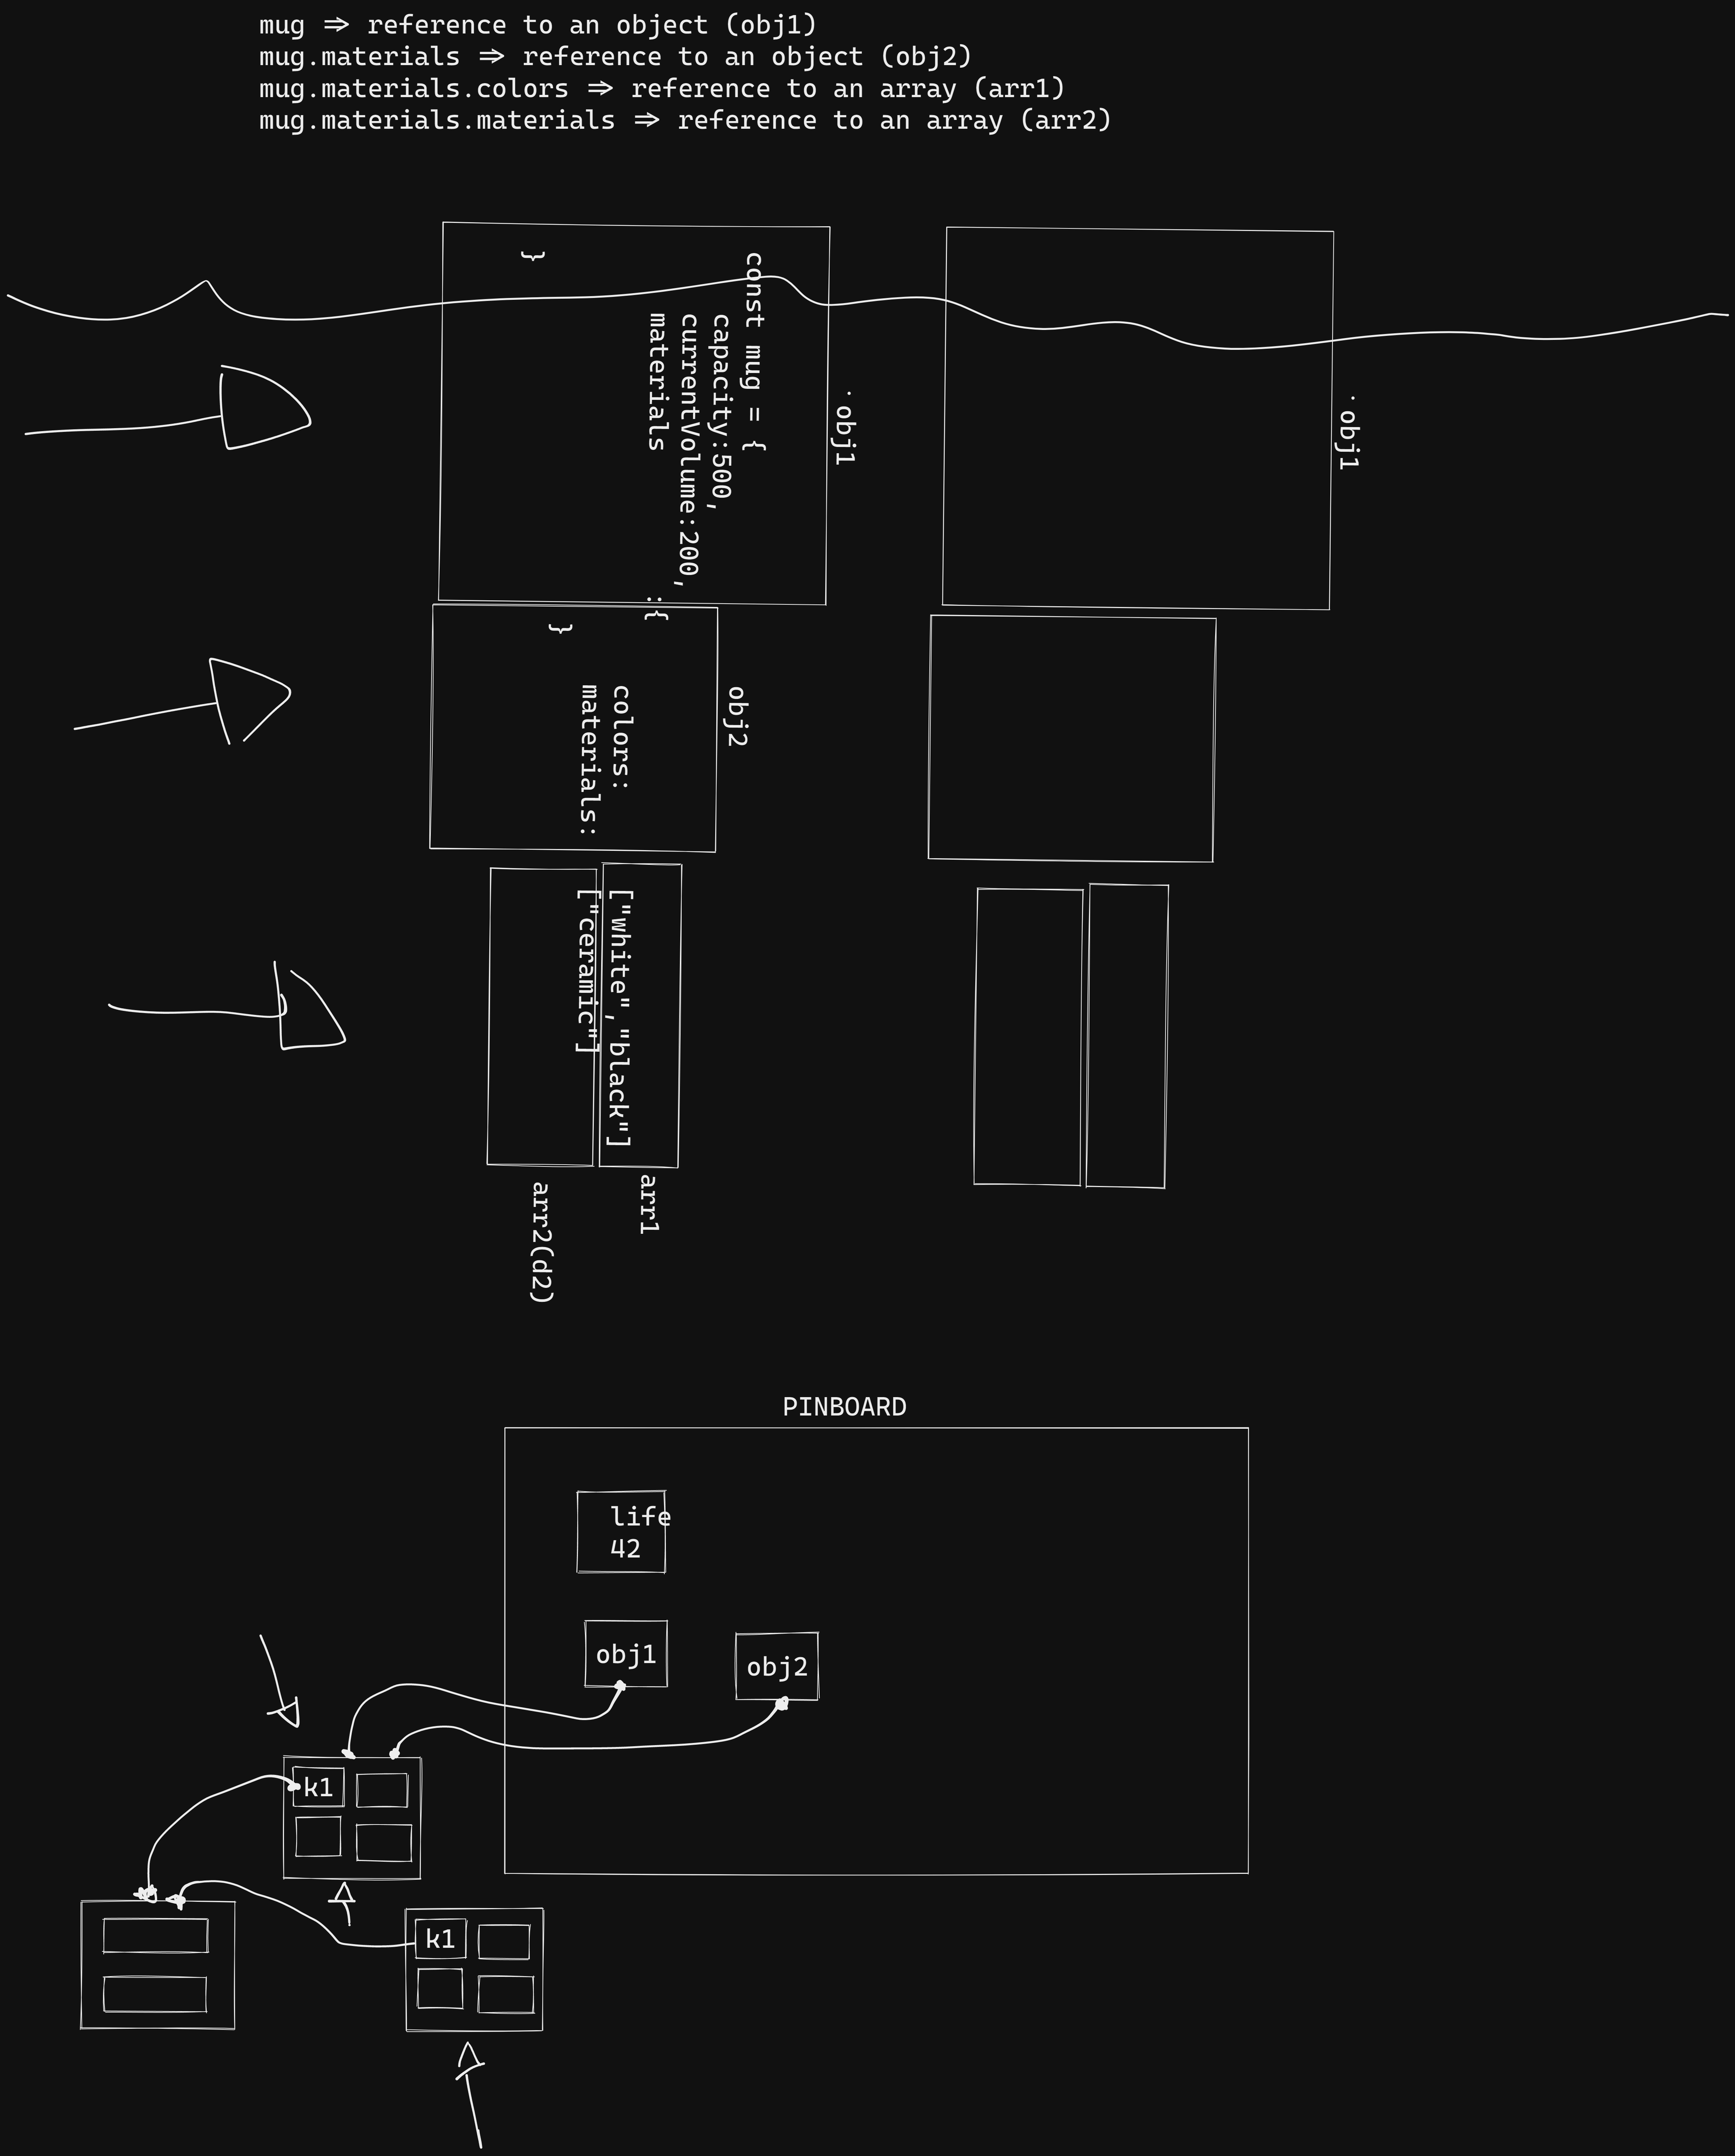 mug => reference to an object (obj1)
mug.materials => reference to an object (obj2)
mug.materials.colors => reference to an array (arr1)
mug.materials.materials => reference to an array (arr2)
const mug = {
capacity:500,
currentVolume:200,
materials :{
}
. obj1
. obj1
colors: ["white","black"]
materials: ["ceramic"]
}
obj2
arr1
arr2(d2)
PINBOARD
life
42
obj1
obj2
k1
k1